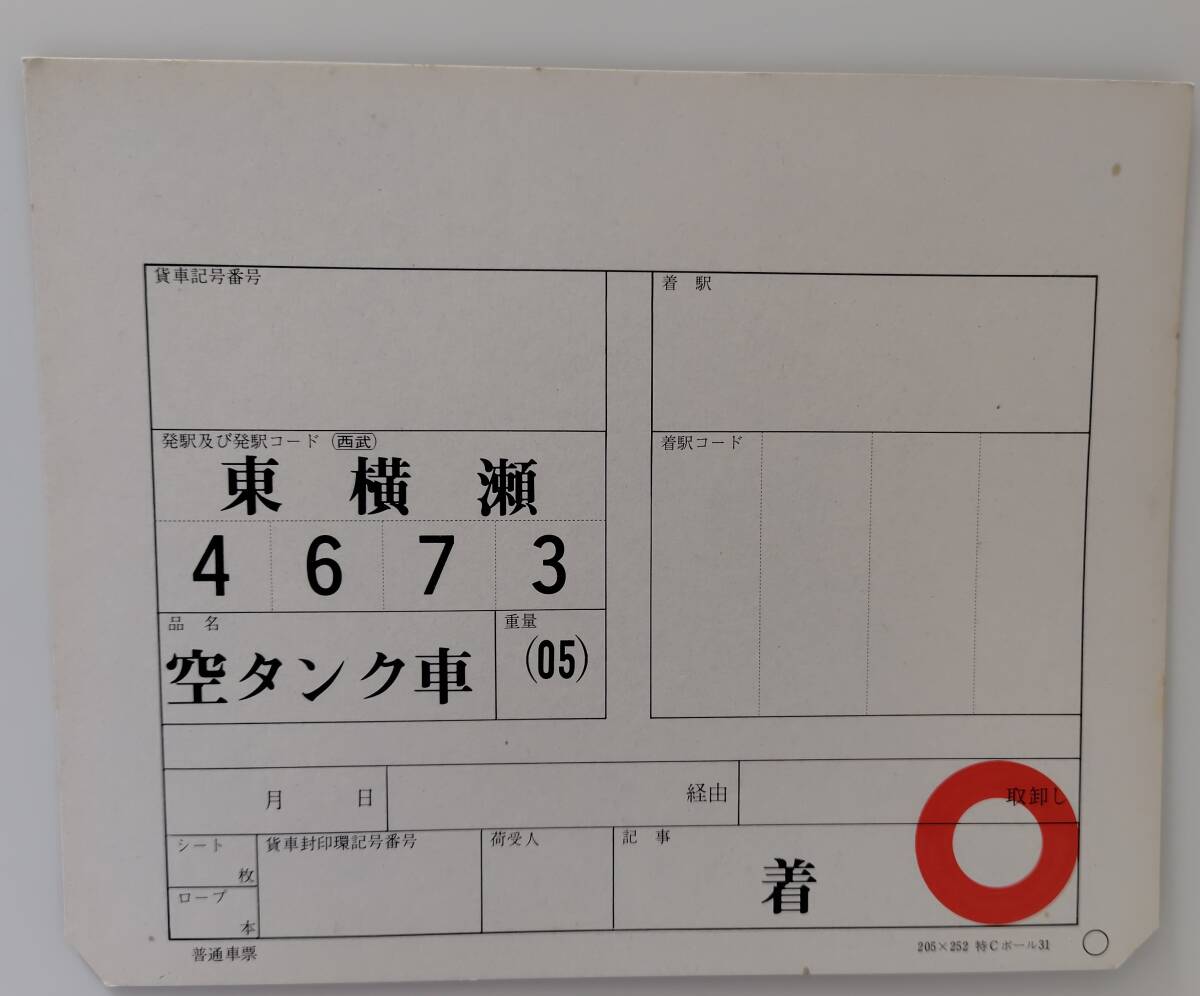 貨車記号番号
着 駅
発駅及び発駅コード (西武)
東 横 瀬
4 6 7 3
着駅コード
品 名
空タンク車
重量
(05)
月 日
経由
取卸し
シート
枚
ロープ
本
貨車封印環記号番号
荷受人
記 事
着
普通車票
205×252 特Cボール31